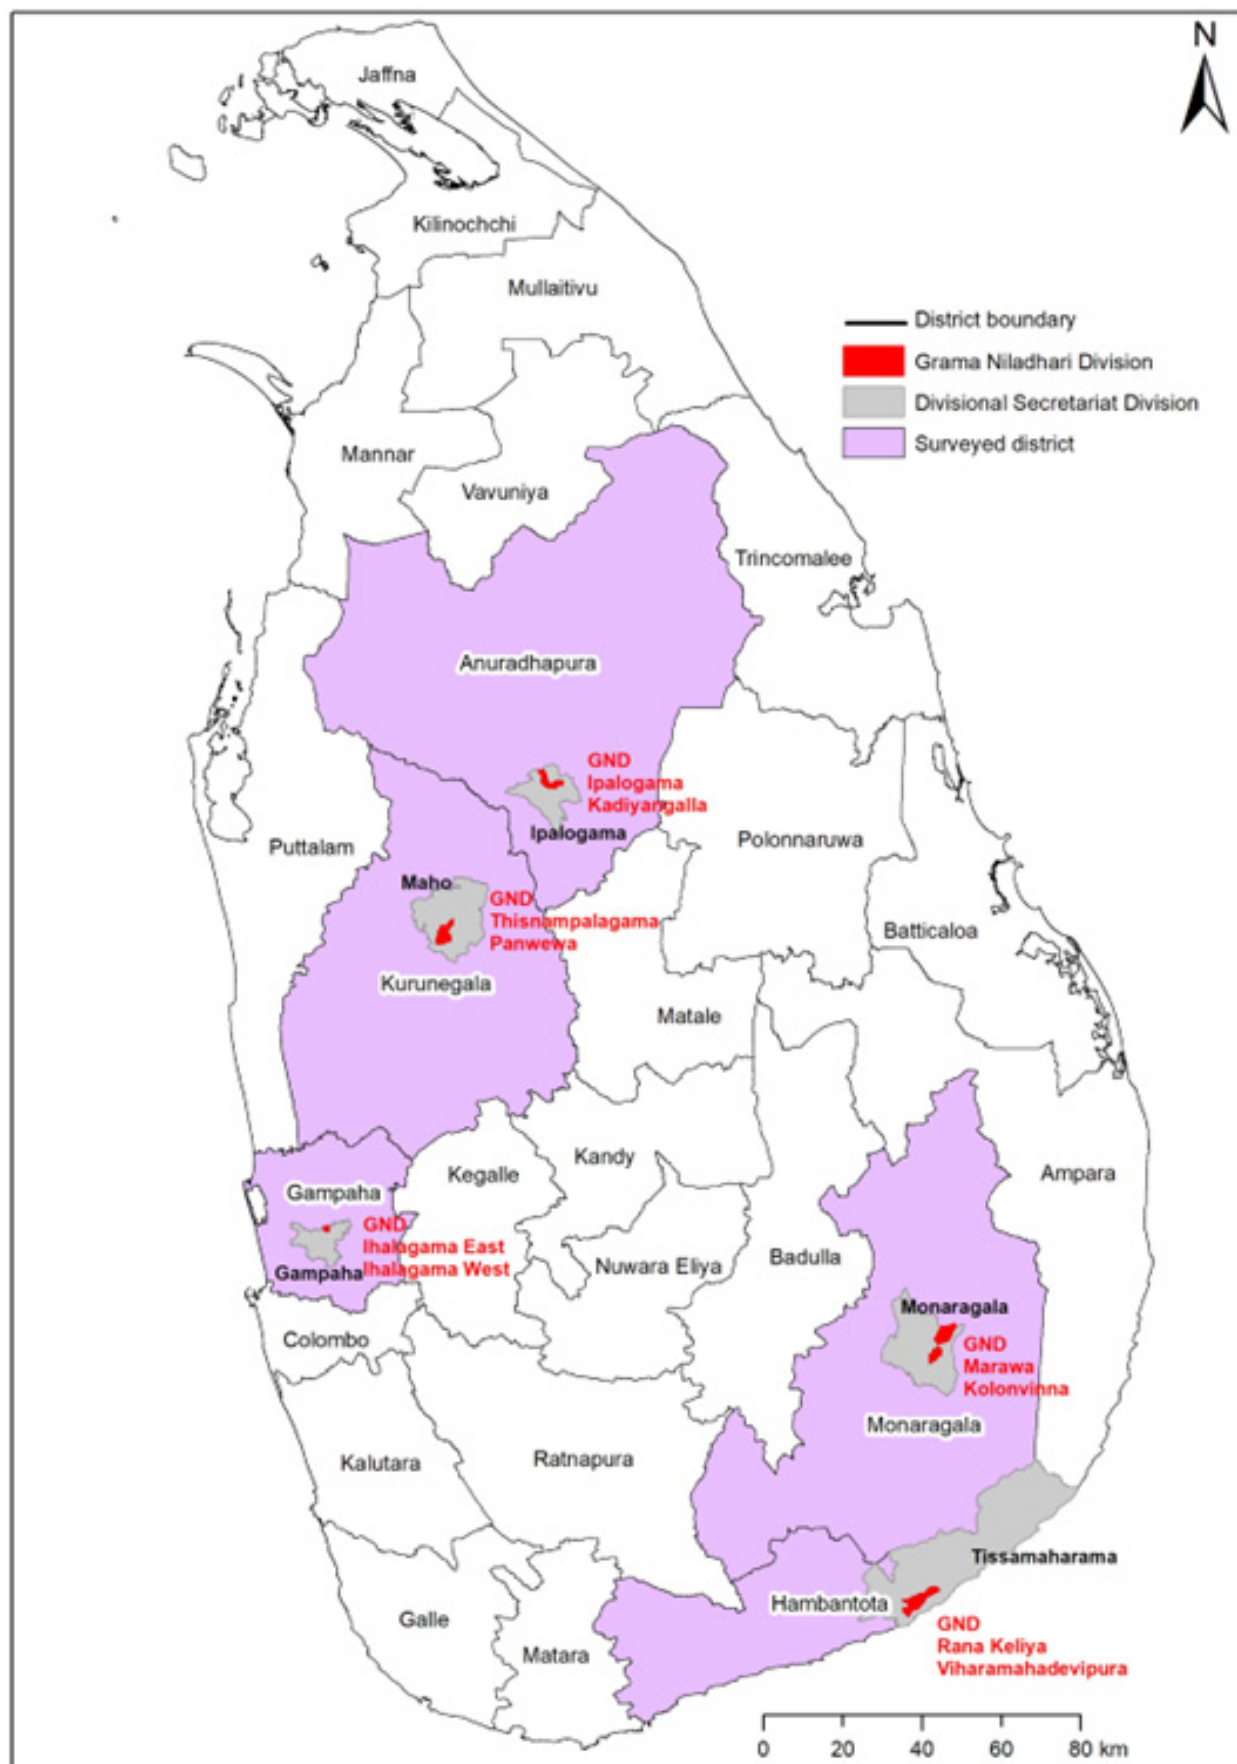 N
Jaffna
Kilinochchi
Mullaitivu
District boundary
Grama Niladhari Division
Divisional Secretariat Division
Surveyed district
Mannar
Vavuniya
Trincomalee
Anuradhapura
GND
Ipalogama
Kadiyangalla
Ipalogama
Puttalam
Polonnaruwa
Maho
GND
Thisnampalagama
Panwewa
Batticaloa
Kurunegala
Matale
Kandy
Kegalle
Ampara
Gampaha
GND
Ihalagama East
Ihalagama West
Gampaha
Nuwara Eliya
Badulla
Monaragala
GND
Marawa
Kolonvinna
Colombo
Monaragala
Kalutara
Ratnapura
Tissamaharama
Hambantota
Galle
GND
Rana Keliya
Viharamahadevipura
Matara
0 20 40 60 80 km